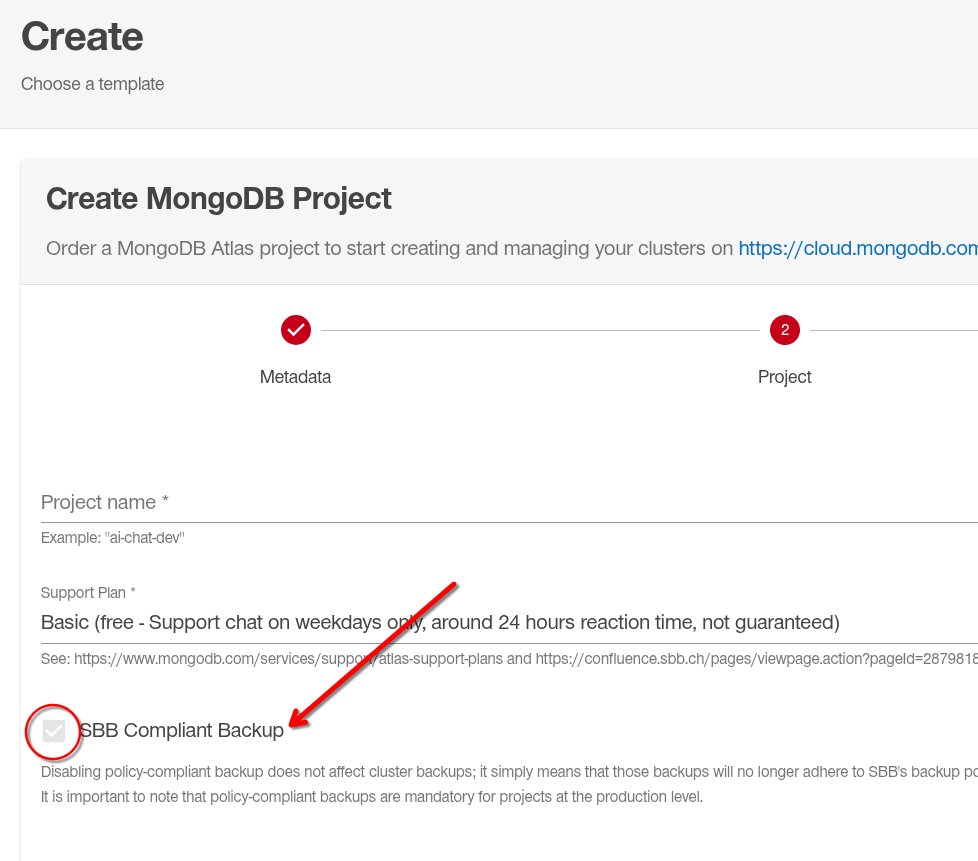 Create
Choose a template
Create MongoDB Project
Order a MongoDB Atlas project to start creating and managing your clusters on https://cloud.mongodb.com
2
Metadata
Project
Project name *
Example: "ai-chat-dev"
Support Plan *
Basic (free - Support chat on weekdays only, around 24 hours reaction time, not guaranteed)
See: https://www.mongodb.com/services/support/atlas-support-plans and https://confluence.sbb.ch/pages/viewpage.action?pageId=2879818
SBB Compliant Backup
Disabling policy-compliant backup does not affect cluster backups; it simply means that those backups will no longer adhere to SBB's backup
It is important to note that policy-compliant backups are mandatory for projects at the production level.